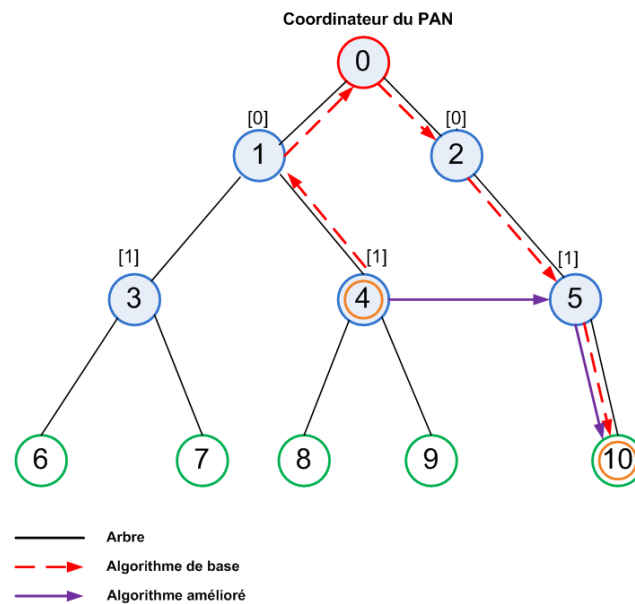 Coordinateur du PAN
0
[0] [0]
1 2
[1] [1] [1]
3 4 5
6 7 8 9 10
Arbre
Algorithme de base
Algorithme amélioré